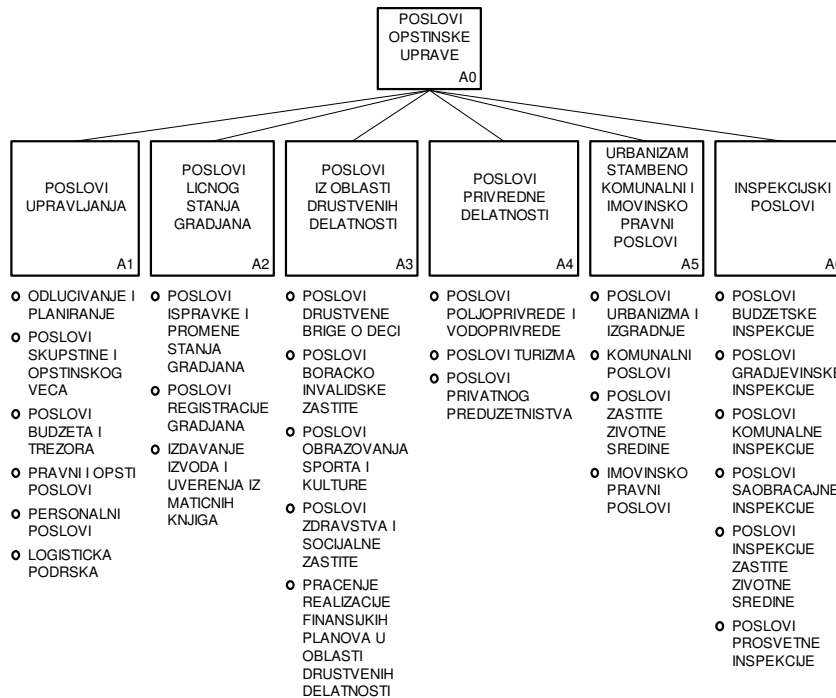 POSLOVI
OPSTINSKE
UPRAVE
A0
POSLOVI
UPRAVLJANJA
A1
POSLOVI
LICNOG
STANJA
GRADJANA
A2
POSLOVI
IZ OBLASTI
DRUSTVENIH
DELATNOSTI
A3
POSLOVI
PRIVREDNE
DELATNOSTI
A4
URBANIZAM
STAMBENO
KOMUNALNI I
IMOVINSKO
PRAVNI
POSLOVI
A5
INSPEKCIJSKI
POSLOVI
ODLUCIVANJE I
PLANIRANJE
POSLOVI
SKUPSTINE I
OPSTINSKOG
VECA
POSLOVI
BUDZETA I
TREZORA
PRAVNI I OPSTI
POSLOVI
PERSONALNI
POSLOVI
LOGISTICKA
PODRSKA
POSLOVI
ISPRAVKE I
PROMENE
STANJA
GRADJANA
POSLOVI
REGISTRACIJE
GRADJANA
IZDAVANJE
IZVODA I
UVERENJA IZ
MATICNIH
KNJIGA
POSLOVI
DRUSTVENE
BRIGE O DECI
POSLOVI
BORACKO
INVALIDSKE
ZASTITE
POSLOVI
OBRAZOVANJA
SPORTA I
KULTURE
POSLOVI
ZDRAVSTVA I
SOCIJALNE
ZASTITE
PRACENJE
REALIZACIJE
FINANSIJKIH
PLANOVA U
OBLASTI
DRUSTVENIH
DELATNOSTI
POSLOVI
POLJOPRIVREDE I
VODOPRIVREDE
POSLOVI TURIZMA
POSLOVI
PRIVATNOG
PREDUZETNISTVA
POSLOVI
URBANIZMA I
IZGRADNJE
KOMUNALNI
POSLOVI
POSLOVI
ZASTITE
ZIVOTNE
SREDINE
IMOVINSKO
PRAVNI
POSLOVI
POSLOVI
BUDZETSKE
INSPEKCIJE
POSLOVI
GRADJEVINSKE
INSPEKCIJE
POSLOVI
KOMUNALNE
INSPEKCIJE
POSLOVI
SAOBRACAJNE
INSPEKCIJE
POSLOVI
INSPEKCIJE
ZASTITE
ZIVOTNE
SREDINE
POSLOVI
PROSVETNE
INSPEKCIJE